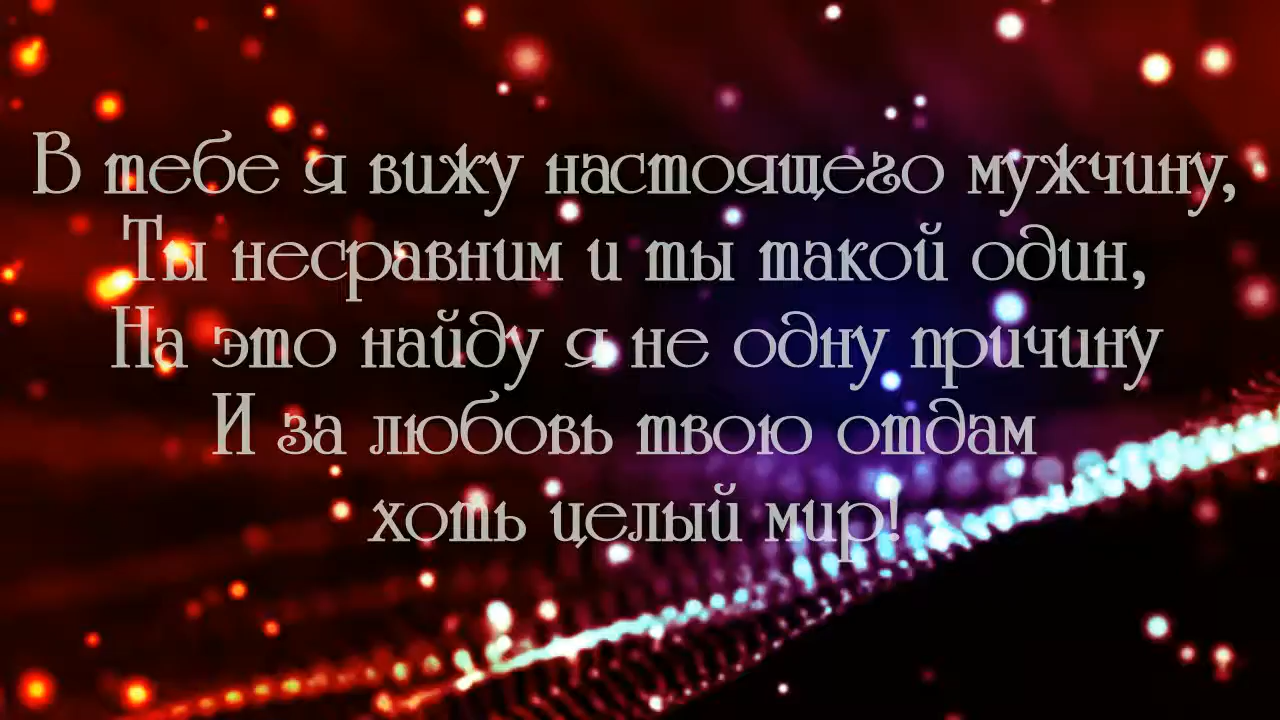 В тебе я вижу настоящего мужчину,
Ты несравним и ты такой один,
На это найду я не одну причину
И за любовь твою отдам
хоть целый мир!